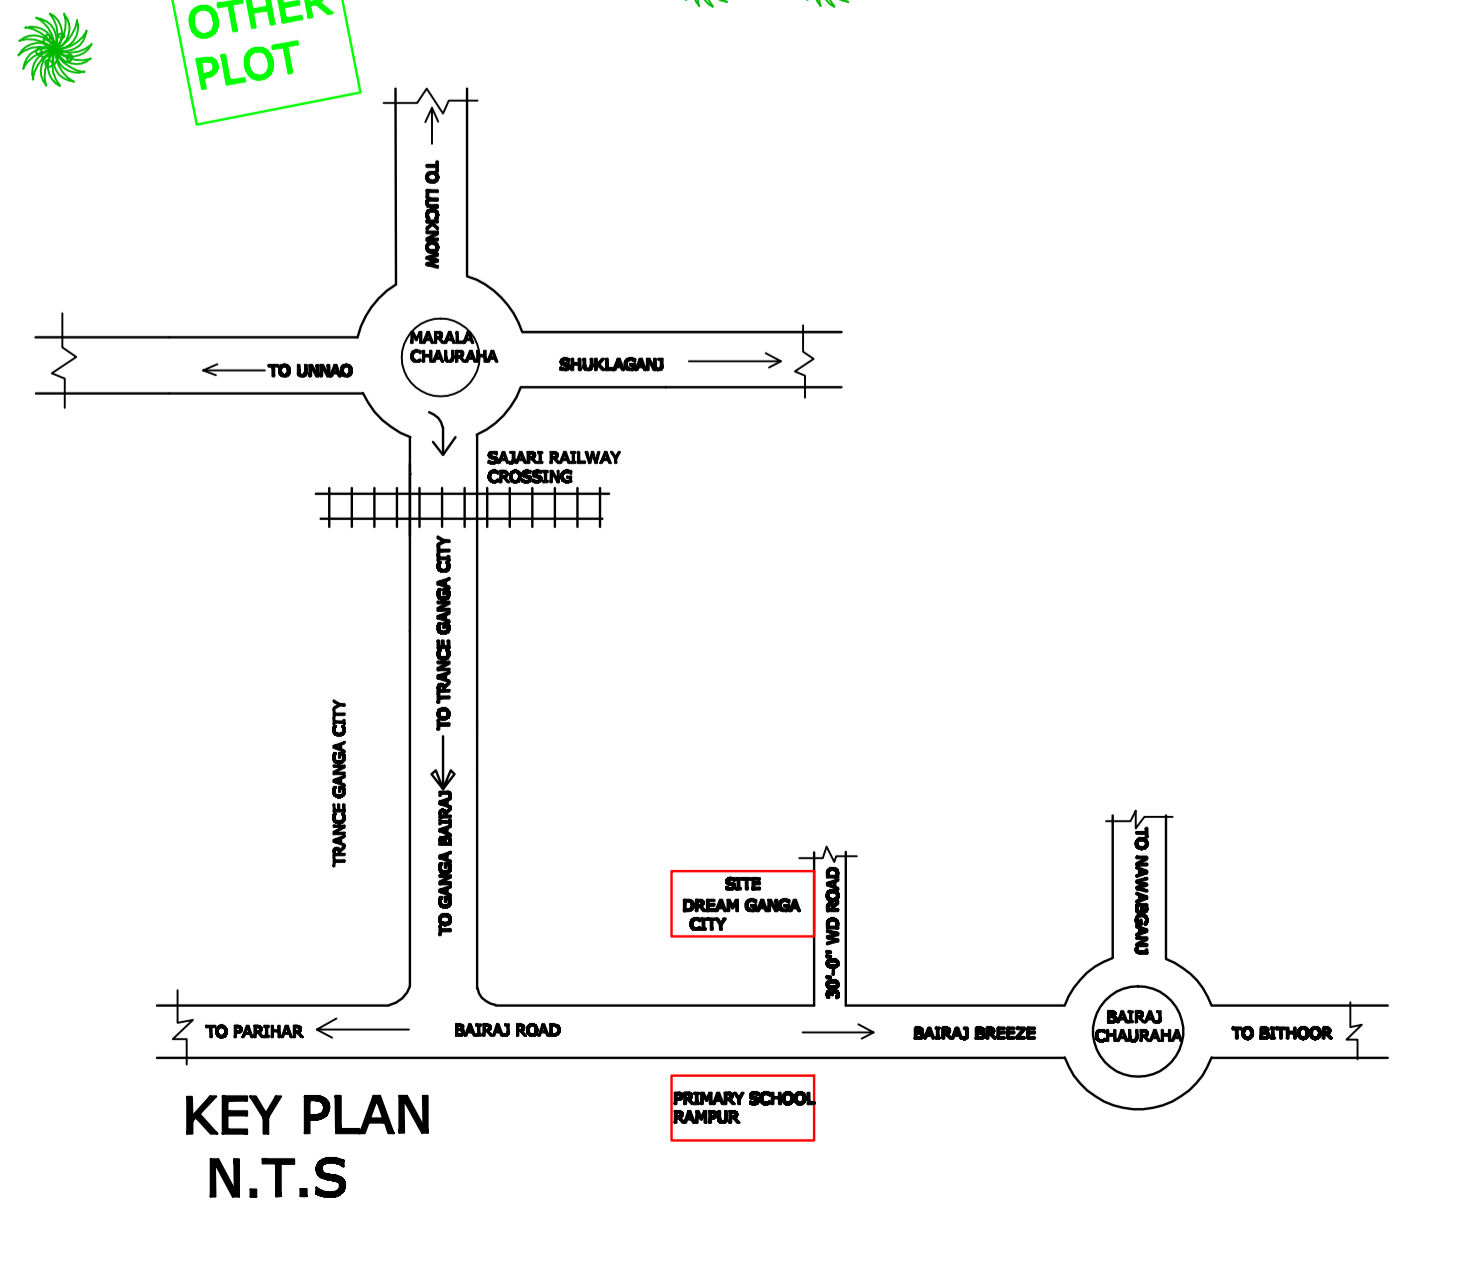 OTHER
PLOT
TO LUCKNOW
MARALA
CHAURAHA
TO UNNAO
SHUKLAGANJ
SAJARI RAILWAY
CROSSING
TO TRANCE GANGA CITY
TRANCE GANGA CITY
TO GANGA BAIRAJ
SITE
DREAM GANGA
CITY
30'-0" WD ROAD
TO NAWABGANJ
TO PARIHAR
BAIRAJ ROAD
BAIRAJ BREEZE
BAIRAJ
CHAURAHA
TO BITHOOR
PRIMARY SCHOOL
RAMPUR
KEY PLAN
N.T.S